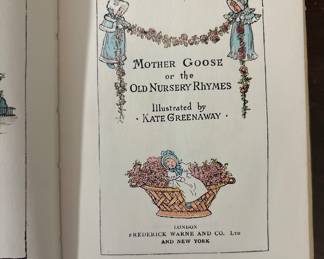 MOTHER GOOSE
or the
OLD NURSERY RHYMES
Illustrated by
· KATE GREENAWAY ·
LONDON
FREDERICK WARNE AND CO. LTD
AND NEW YORK